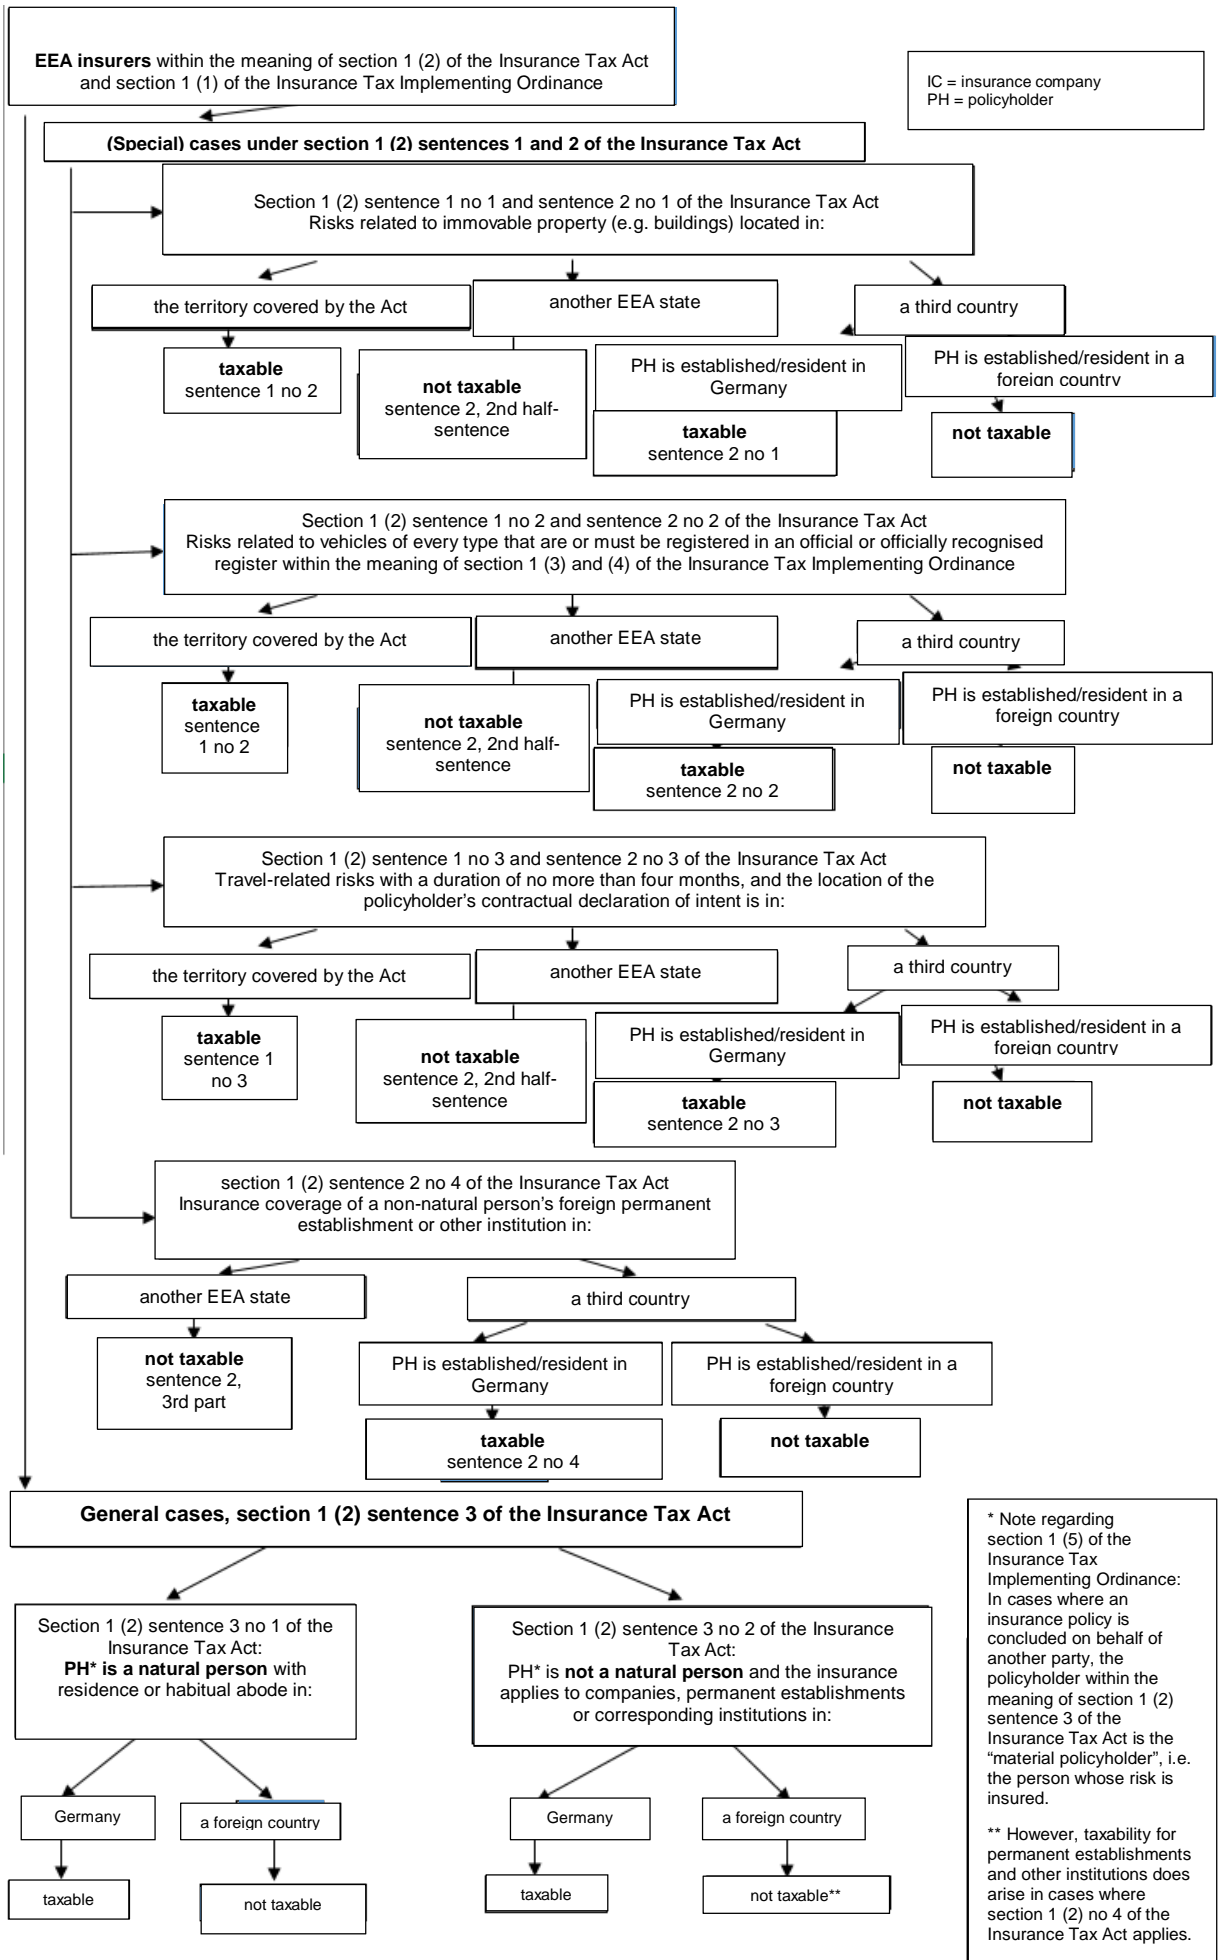 EEA insurers within the meaning of section 1 (2) of the Insurance Tax Act
and section 1 (1) of the Insurance Tax Implementing Ordinance
IC = insurance company
PH = policyholder
(Special) cases under section 1 (2) sentences 1 and 2 of the Insurance Tax Act
Section 1 (2) sentence 1 no 1 and sentence 2 no 1 of the Insurance Tax Act
Risks related to immovable property (e.g. buildings) located in:
the territory covered by the Act
another EEA state
a third country
taxable
sentence 1 no 2
not taxable
sentence 2, 2nd half-
sentence
PH is established/resident in
Germany
taxable
sentence 2 no 1
PH is established/resident in a
foreign country
not taxable
Section 1 (2) sentence 1 no 2 and sentence 2 no 2 of the Insurance Tax Act
Risks related to vehicles of every type that are or must be registered in an official or officially recognised
register within the meaning of section 1 (3) and (4) of the Insurance Tax Implementing Ordinance
the territory covered by the Act
another EEA state
a third country
taxable
sentence
1 no 2
not taxable
sentence 2, 2nd half-
sentence
PH is established/resident in
Germany
taxable
sentence 2 no 2
PH is established/resident in a
foreign country
not taxable
Section 1 (2) sentence 1 no 3 and sentence 2 no 3 of the Insurance Tax Act
Travel-related risks with a duration of no more than four months, and the location of the
policyholder's contractual declaration of intent is in:
the territory covered by the Act
another EEA state
a third country
taxable
sentence 1
no 3
not taxable
sentence 2, 2nd half-
sentence
PH is established/resident in
Germany
taxable
sentence 2 no 3
PH is established/resident in a
foreign country
not taxable
section 1 (2) sentence 2 no 4 of the Insurance Tax Act
Insurance coverage of a non-natural person's foreign permanent
establishment or other institution in:
another EEA state
a third country
not taxable
sentence 2,
3rd part
PH is established/resident in
Germany
taxable
sentence 2 no 4
PH is established/resident in a
foreign country
not taxable
General cases, section 1 (2) sentence 3 of the Insurance Tax Act
Section 1 (2) sentence 3 no 1 of the
Insurance Tax Act:
PH* is a natural person with
residence or habitual abode in:
Germany
a foreign country
taxable
not taxable
Section 1 (2) sentence 3 no 2 of the Insurance
Tax Act:
PH* is not a natural person and the insurance
applies to companies, permanent establishments
or corresponding institutions in:
Germany
a foreign country
taxable
not taxable**
* Note regarding
section 1 (5) of the
Insurance Tax
Implementing Ordinance:
In cases where an
insurance policy is
concluded on behalf of
another party, the
policyholder within the
meaning of section 1 (2)
sentence 3 of the
Insurance Tax Act is the
“material policyholder”, i.e.
the person whose risk is
insured.
** However, taxability for
permanent establishments
and other institutions does
arise in cases where
section 1 (2) no 4 of the
Insurance Tax Act applies.